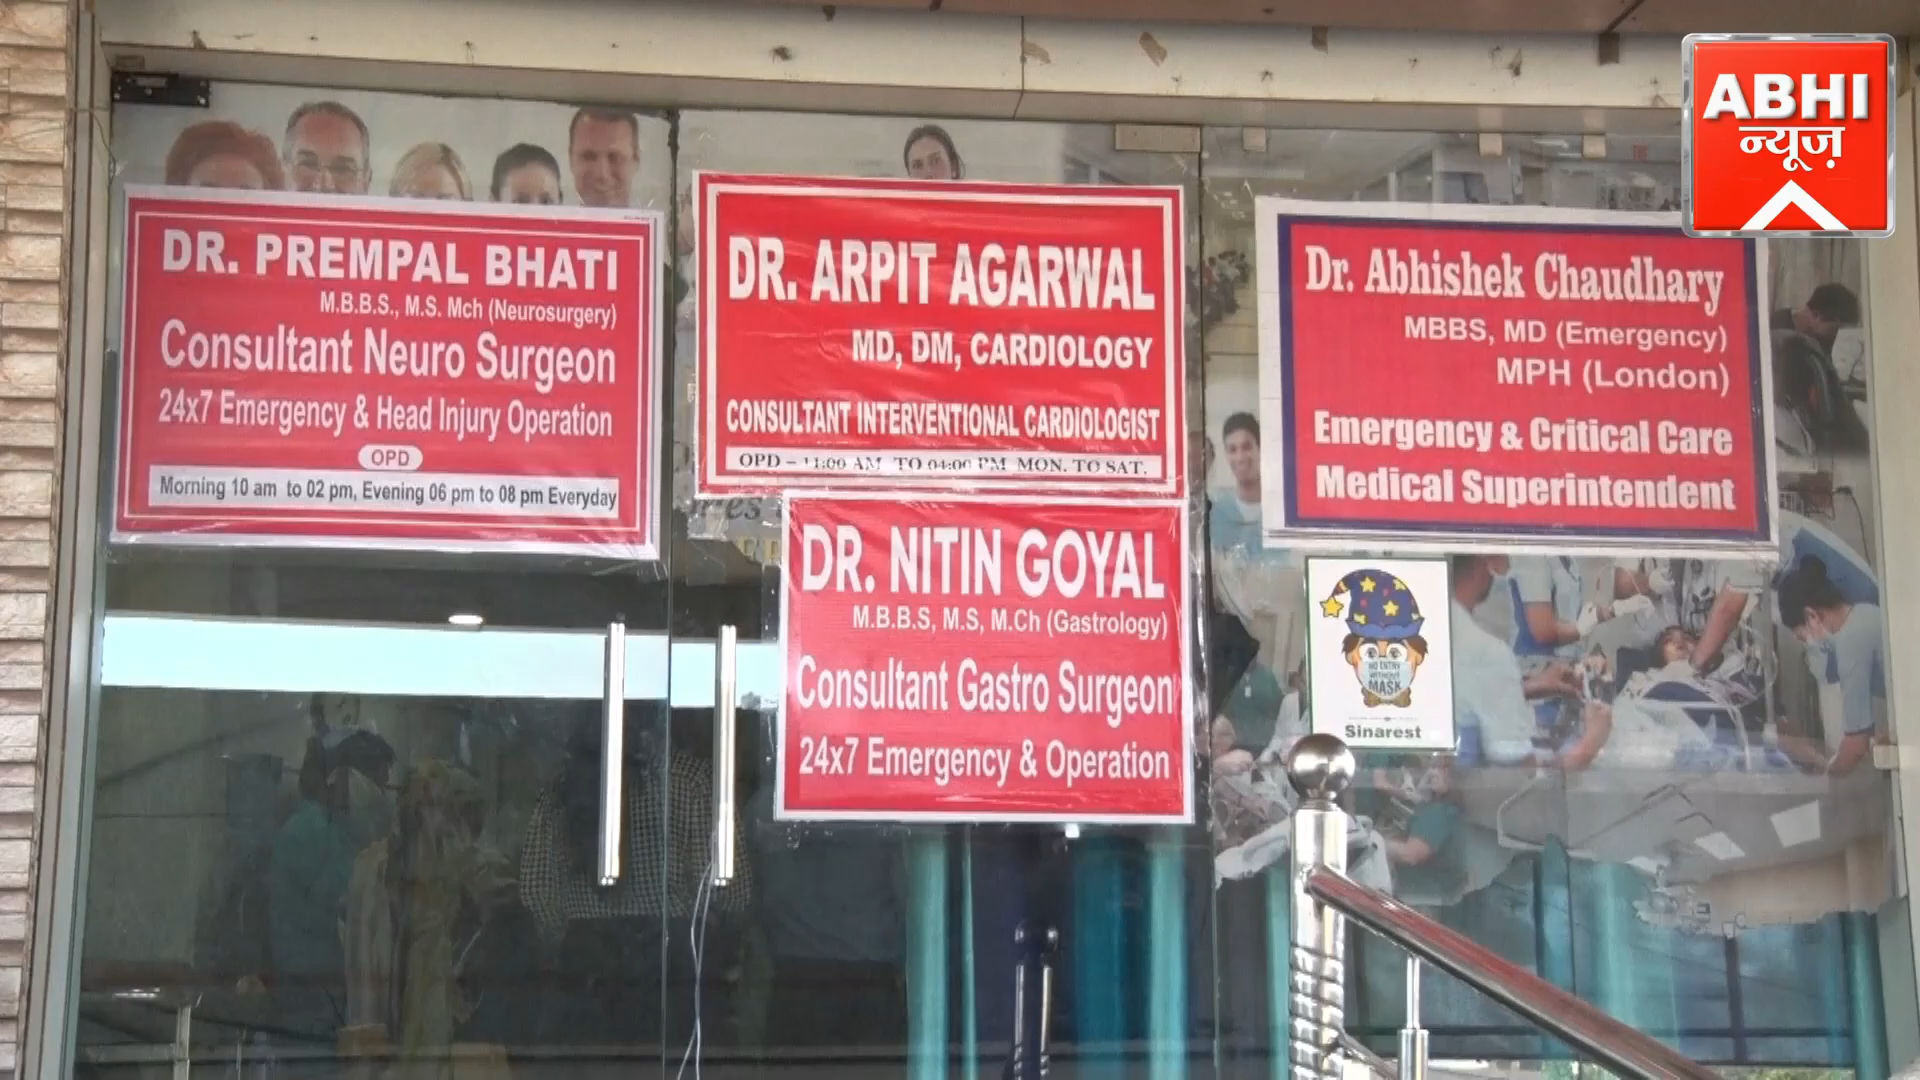 ABHI
न्यूज़
DR. PREMPAL BHATI
M.B.B.S., M.S. Mch (Neurosurgery)
Consultant Neuro Surgeon
24x7 Emergency & Head Injury Operation
OPD
Morning 10 am to 02 pm, Evening 06 pm to 08 pm Everyday
DR. ARPIT AGARWAL
MD, DM, CARDIOLOGY
CONSULTANT INTERVENTIONAL CARDIOLOGIST
OPD – 11:00 AM TO 04:00 PM MON. TO SAT.
DR. NITIN GOYAL
M.B.B.S, M.S, M.Ch (Gastrology)
Consultant Gastro Surgeon
24x7 Emergency & Operation
Dr. Abhishek Chaudhary
MBBS, MD (Emergency)
MPH (London)
Emergency & Critical Care
Medical Superintendent
NO ENTRY
WITHOUT
MASK
Sinarest